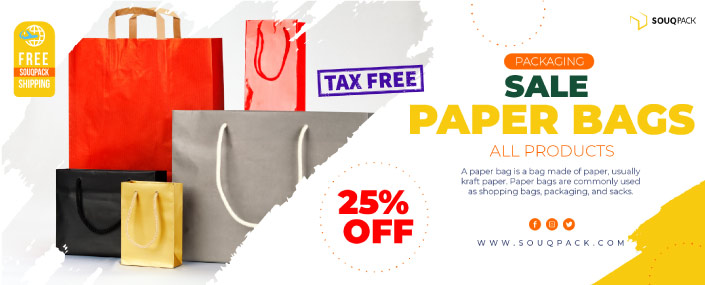 FREE
SOUQPACK
SHIPPING
TAX FREE
25%
OFF
SOUQPACK
PACKAGING
SALE
PAPER BAGS
ALL PRODUCTS
A paper bag is a bag made of paper, usually
kraft paper. Paper bags are commonly used
as shopping bags, packaging, and sacks.
WWW.SOUQPACK.COM